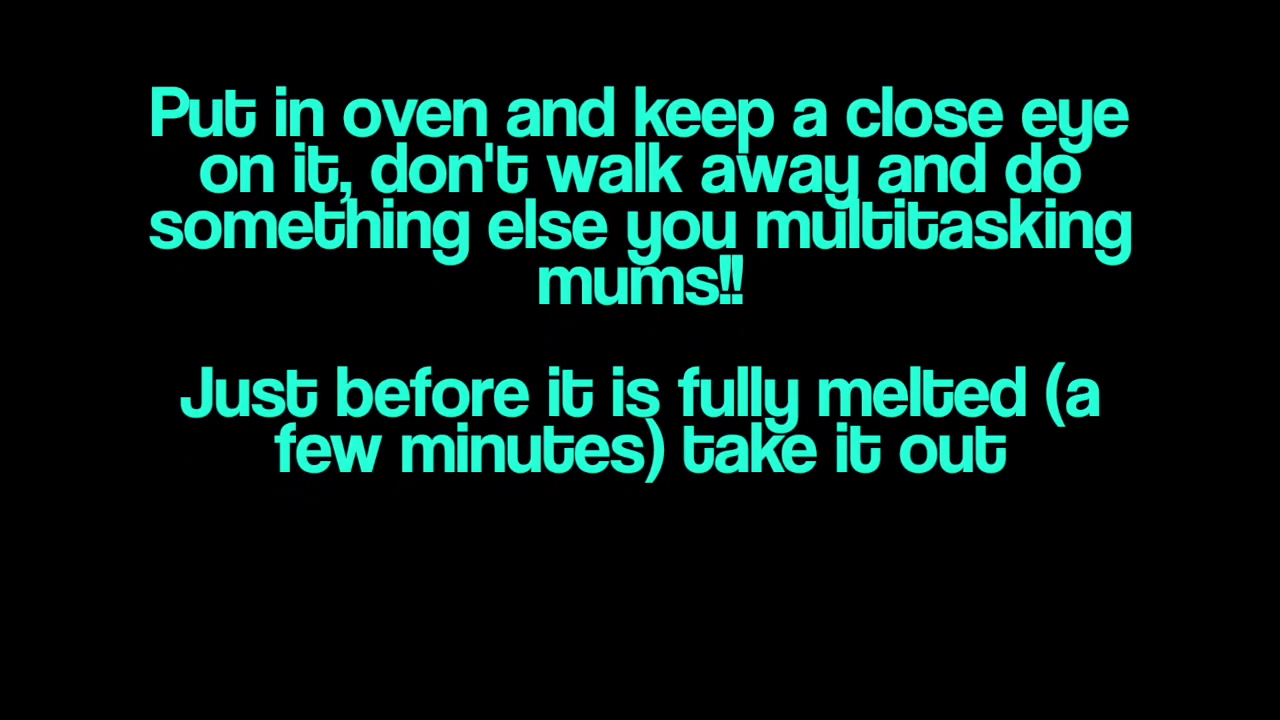 Put in oven and keep a close eye
on it, don't walk away and do
something else you multitasking
mums!!
Just before it is fully melted (a
few minutes) take it out